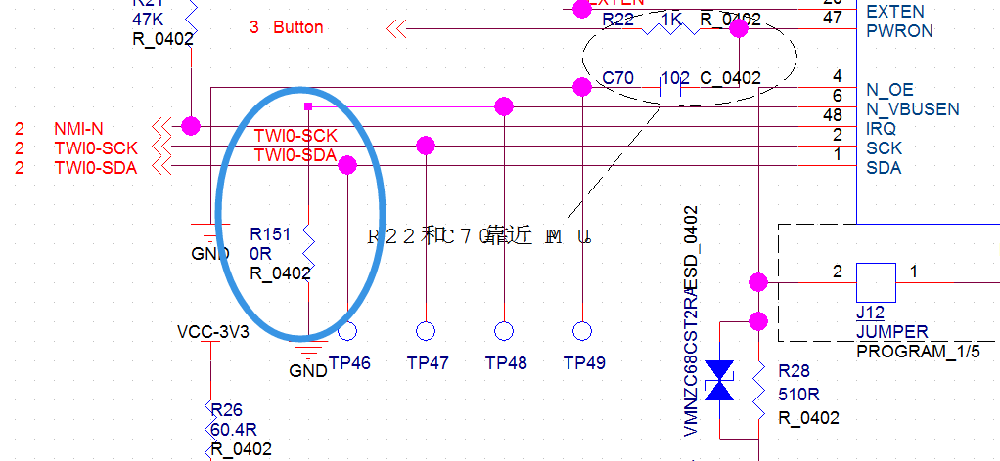 R21
EXTEN
20
EXTEN
47K
R22 1K R_0402
47
PWRON
R_0402
3 Button
C70 102 C_0402
4
N_OE
6
N_VBUSEN
48
IRQ
2 NMI-N
TWI0-SCK
2
SCK
2 TWI0-SCK
TWI0-SDA
1
SDA
2 TWI0-SDA
R22和C70 靠近 PMU
GND
R151
0R
R_0402
VMNZC68CST2RA ESD_0402
2
1
J12
JUMPER
PROGRAM_1/5
VCC-3V3
GND
TP46
TP47
TP48
TP49
R28
510R
R_0402
R26
60.4R
R_0402